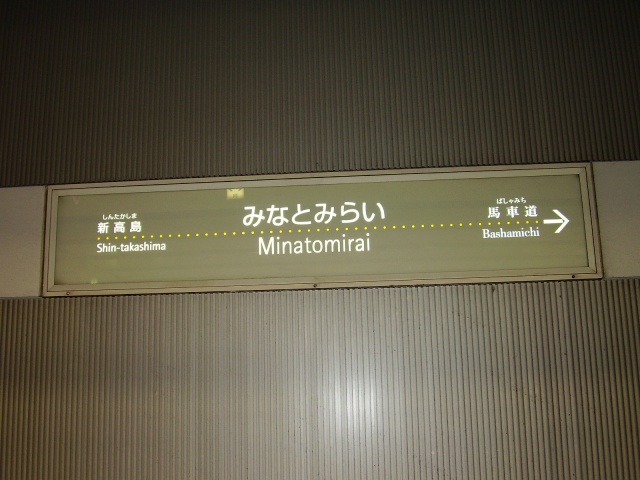 しんたかしま
新高島
Shin-takashima
みなとみらい
Minatomirai
ばしゃみち
馬車道
Bashamichi